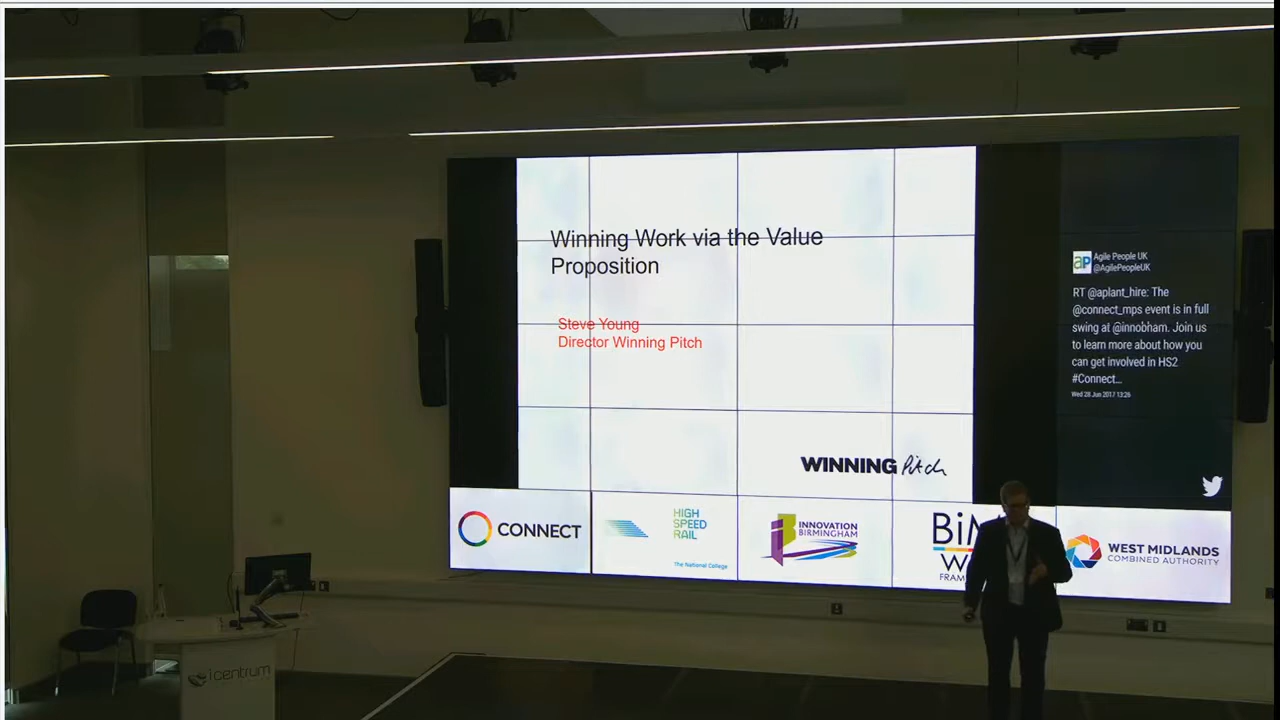 Winning Work via the Value
Proposition
Steve Young
Director Winning Pitch
WINNING Pitch
Agile People UK
@AgilePeopleUK
RT @aplant_hire: The
@connect_mps event is in full
swing at @innobham. Join us
to learn more about how you
can get involved in HS2
#Connect...
Wed 28 Jun 2017 13:26
CONNECT
HIGH
SPEED
RAIL
The National College
INNOVATION
BIRMINGHAM
WEST MIDLANDS
COMBINED AUTHORITY
icentrum